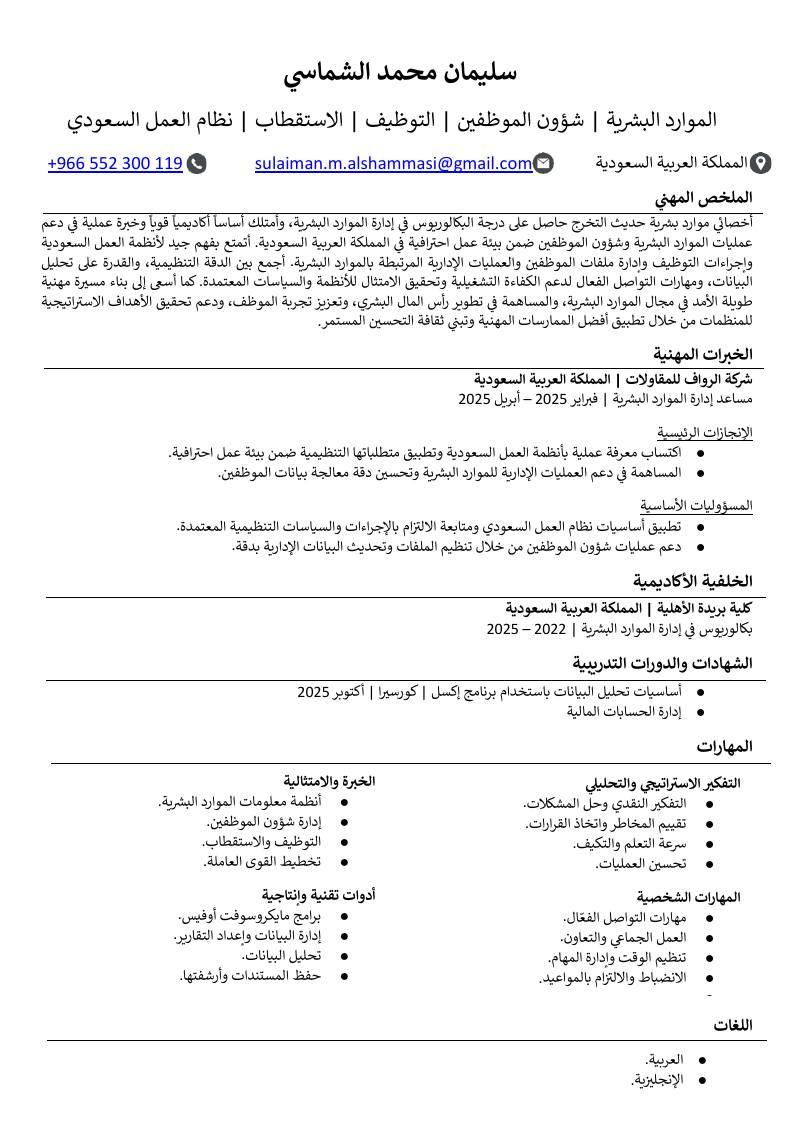 سليمان محمد الشماسي
الموارد البشرية | شؤون الموظفين | التوظيف | الاستقطاب | نظام العمل السعودي
المملكة العربية السعودية sulaiman.m.alshammasi@gmail.com +966 552 300 119
الملخص المهني
أخصائي موارد بشرية حديث التخرج حاصل على درجة البكالوريوس في إدارة الموارد البشرية، وأمتلك أساساً أكاديمياً قوياً وخبرة عملية في دعم
عمليات الموارد البشرية وشؤون الموظفين ضمن بيئة عمل احترافية في المملكة العربية السعودية. أتمتع بفهم جيد لأنظمة العمل السعودية
وإجراءات التوظيف وإدارة ملفات الموظفين والعمليات الإدارية المرتبطة بالموارد البشرية. أجمع بين الدقة التنظيمية، والقدرة على تحليل
البيانات، ومهارات التواصل الفعال لدعم الكفاءة التشغيلية وتحقيق الامتثال للأنظمة والسياسات المعتمدة. كما أسعى إلى بناء مسيرة مهنية
طويلة الأمد في مجال الموارد البشرية، والمساهمة في تطوير رأس المال البشري، وتعزيز تجربة الموظف، ودعم تحقيق الأهداف الاستراتيجية
للمنظمات من خلال تطبيق أفضل الممارسات المهنية وتبني ثقافة التحسين المستمر.
الخبرات المهنية
شركة الرواف للمقاولات | المملكة العربية السعودية
مساعد إدارة الموارد البشرية | فبراير 2025 – أبريل 2025
الإنجازات الرئيسية
● اكتساب معرفة عملية بأنظمة العمل السعودية وتطبيق متطلباتها التنظيمية ضمن بيئة عمل احترافية.
● المساهمة في دعم العمليات الإدارية للموارد البشرية وتحسين دقة معالجة بيانات الموظفين.
المسؤوليات الأساسية
● تطبيق أساسيات نظام العمل السعودي ومتابعة الالتزام بالإجراءات والسياسات التنظيمية المعتمدة.
● دعم عمليات شؤون الموظفين من خلال تنظيم الملفات وتحديث البيانات الإدارية بدقة.
الخلفية الأكاديمية
كلية بريدة الأهلية | المملكة العربية السعودية
بكالوريوس في إدارة الموارد البشرية | 2022 – 2025
الشهادات والدورات التدريبية
● أساسيات تحليل البيانات باستخدام برنامج إكسل | كورسيرا | أكتوبر 2025
● إدارة الحسابات المالية
المهارات
التفكير الاستراتيجي والتحليلي
● التفكير النقدي وحل المشكلات.
● تقييم المخاطر واتخاذ القرارات.
● سرعة التعلم والتكيف.
● تحسين العمليات.
المهارات الشخصية
● مهارات التواصل الفعّال.
● العمل الجماعي والتعاون.
● تنظيم الوقت وإدارة المهام.
● الانضباط والالتزام بالمواعيد.
الخبرة والامتثالية
● أنظمة معلومات الموارد البشرية.
● إدارة شؤون الموظفين.
● التوظيف والاستقطاب.
● تخطيط القوى العاملة.
أدوات تقنية وإنتاجية
● برامج مايكروسوفت أوفيس.
● إدارة البيانات وإعداد التقارير.
● تحليل البيانات.
● حفظ المستندات وأرشفتها.
اللغات
● العربية.
● الإنجليزية.